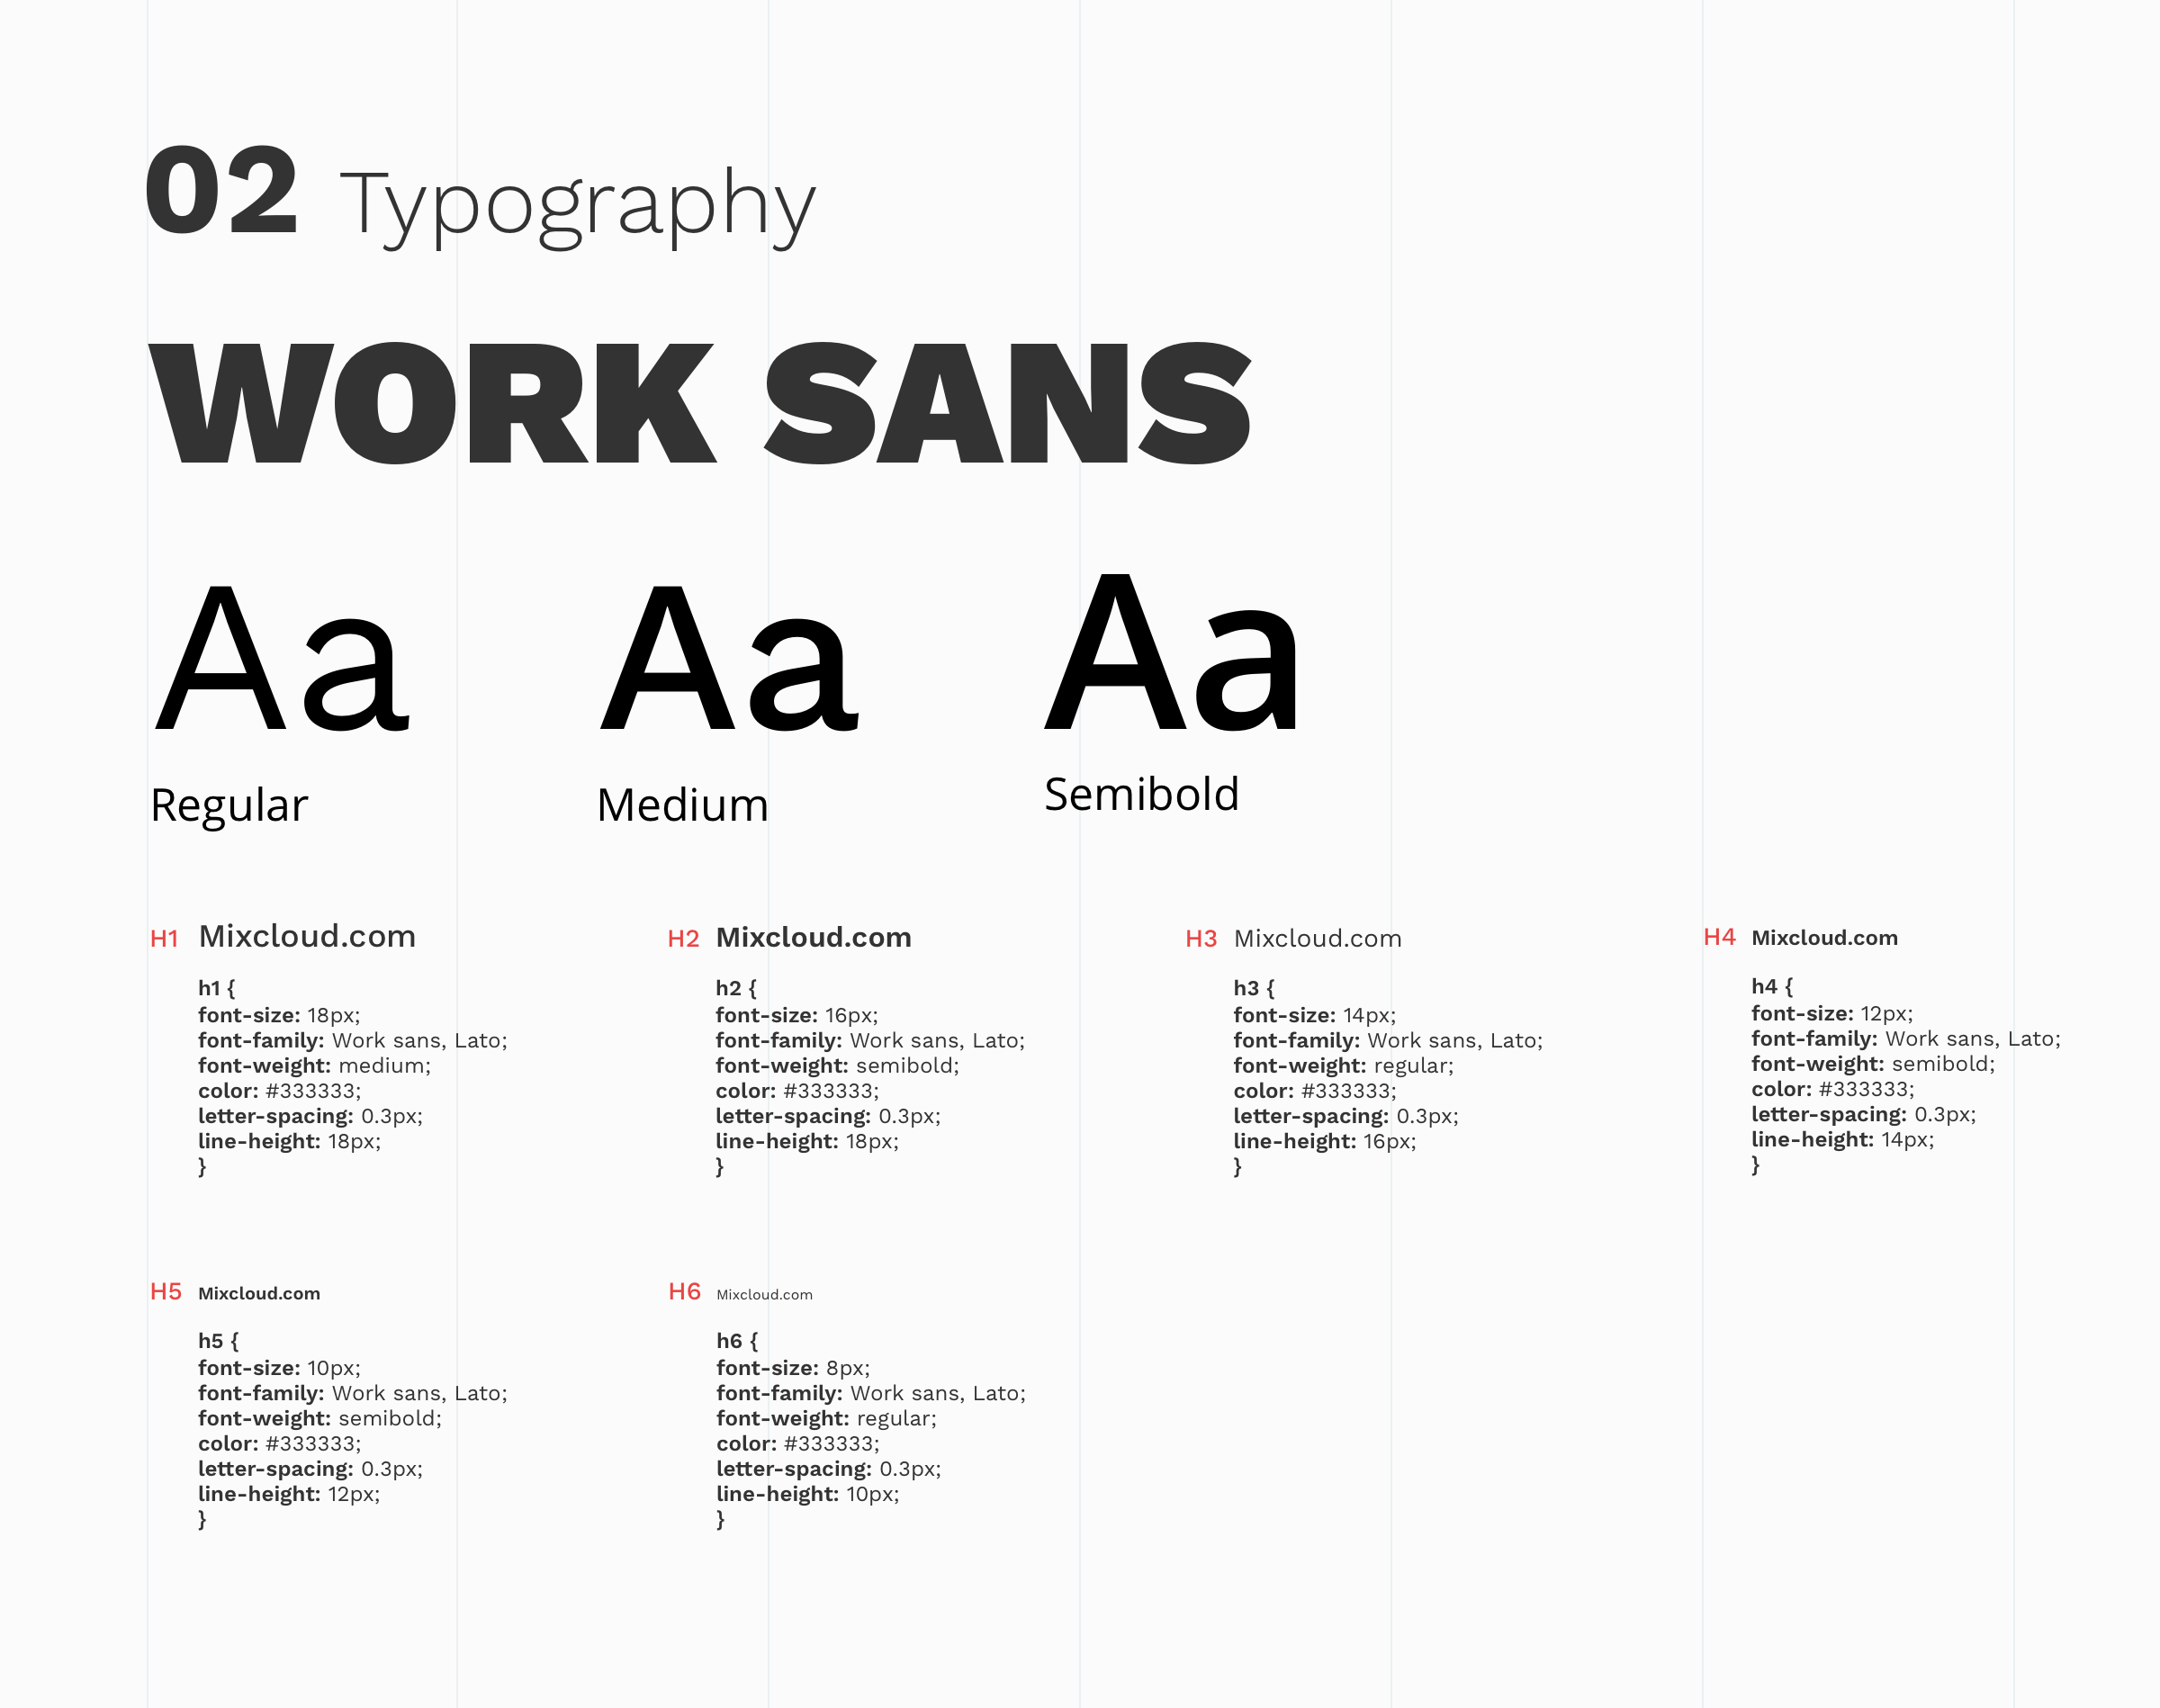 02 Typography
WORK SANS
Aa
Regular
Aa
Medium
Aa
Semibold
H1 Mixcloud.com
h1 {
font-size: 18px;
font-family: Work sans, Lato;
font-weight: medium;
color: #333333;
letter-spacing: 0.3px;
line-height: 18px;
}
H2 Mixcloud.com
h2 {
font-size: 16px;
font-family: Work sans, Lato;
font-weight: semibold;
color: #333333;
letter-spacing: 0.3px;
line-height: 18px;
}
H3 Mixcloud.com
h3 {
font-size: 14px;
font-family: Work sans, Lato;
font-weight: regular;
color: #333333;
letter-spacing: 0.3px;
line-height: 16px;
}
H4 Mixcloud.com
h4 {
font-size: 12px;
font-family: Work sans, Lato;
font-weight: semibold;
color: #333333;
letter-spacing: 0.3px;
line-height: 14px;
}
H5 Mixcloud.com
h5 {
font-size: 10px;
font-family: Work sans, Lato;
font-weight: semibold;
color: #333333;
letter-spacing: 0.3px;
line-height: 12px;
}
H6 Mixcloud.com
h6 {
font-size: 8px;
font-family: Work sans, Lato;
font-weight: regular;
color: #333333;
letter-spacing: 0.3px;
line-height: 10px;
}